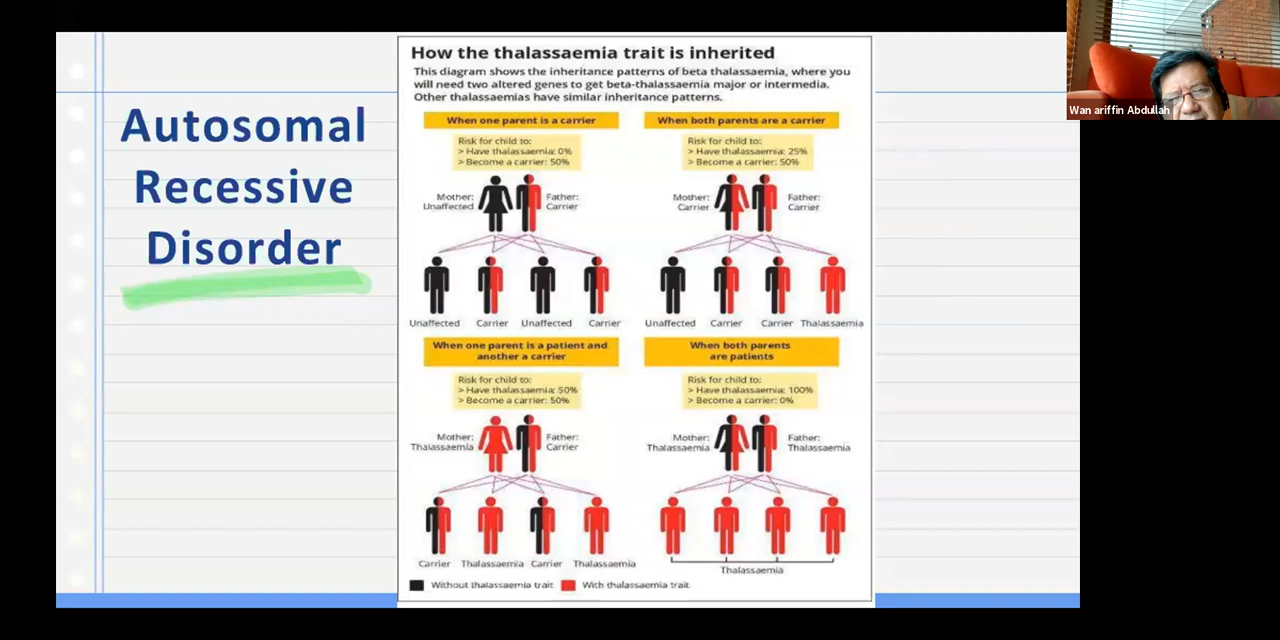 Autosomal
Recessive
Disorder
How the thalassaemia trait is inherited
This diagram shows the inheritance patterns of beta thalassaemia, where you
will need two altered genes to get beta-thalassaemia major or intermedia.
Other thalassaemias have similar inheritance patterns.
When one parent is a carrier
Risk for child to:
> Have thalassaemia: 0%
> Become a carrier: 50%
Mother:
Unaffected
Father:
Carrier
Unaffected Carrier Unaffected Carrier
When both parents are a carrier
Risk for child to:
> Have thalassaemia: 25%
> Become a carrier: 50%
Mother:
Carrier
Father:
Carrier
Unaffected Carrier Carrier Thalassaemia
When one parent is a patient and
another a carrier
Risk for child to:
> Have thalassaemia: 50%
> Become a carrier: 50%
Mother:
Thalassaemia
Father:
Carrier
Carrier Thalassaemia Carrier Thalassaemia
When both parents
are patients
Risk for child to:
> Have thalassaemia: 100%
> Become a carrier: 0%
Mother:
Thalassaemia
Father:
Thalassaemia
Thalassaemia
Without thalassaemia trait With thalassaemia trait
Wan ariffin Abdullah